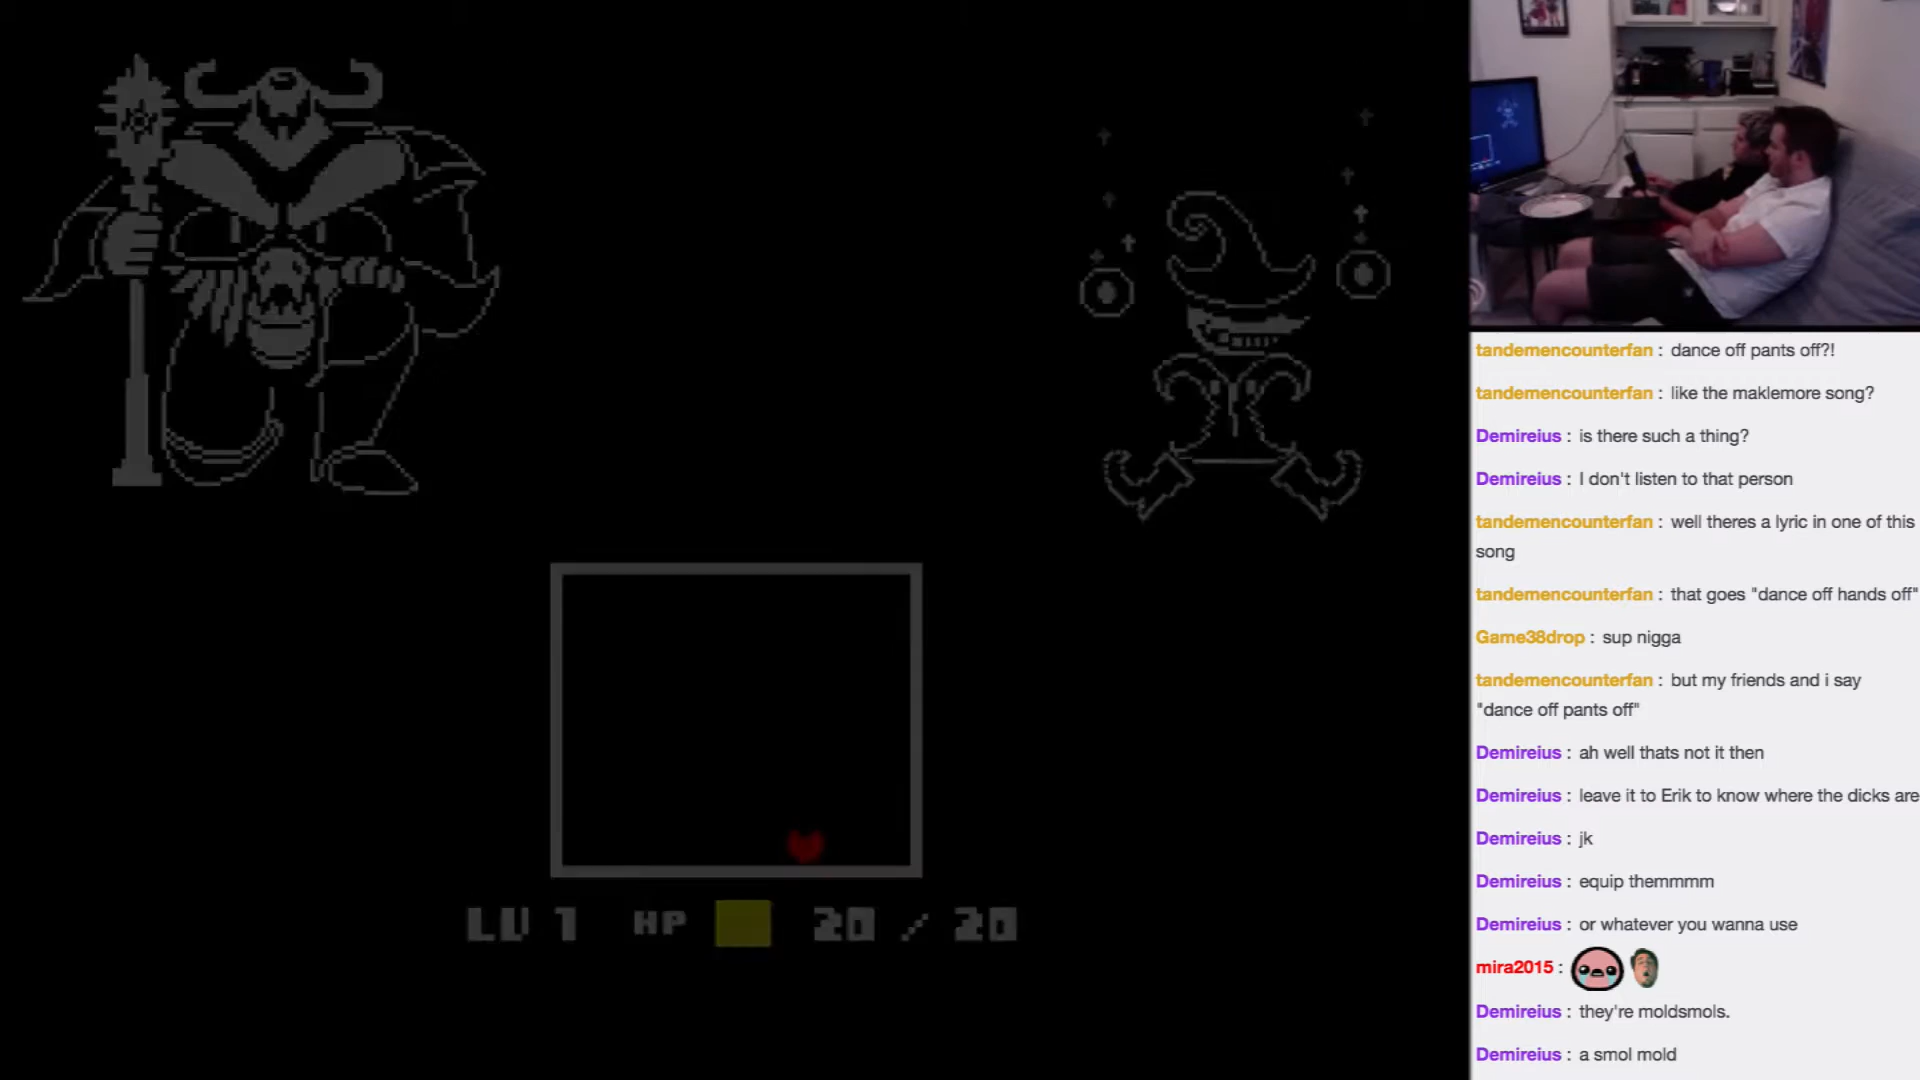 LV 1 HP 20 / 20
tandemencounterfan : dance off pants off?!
tandemencounterfan : like the maklemore song?
Demireius : is there such a thing?
Demireius : I don't listen to that person
tandemencounterfan : well theres a lyric in one of this
song
tandemencounterfan : that goes "dance off hands off"
Game38drop : sup nigga
tandemencounterfan : but my friends and i say
"dance off pants off"
Demireius : ah well thats not it then
Demireius : leave it to Erik to know where the dicks are
Demireius : jk
Demireius : equip themmmm
Demireius : or whatever you wanna use
mira2015 :
Demireius : they're moldsmols.
Demireius : a smol mold